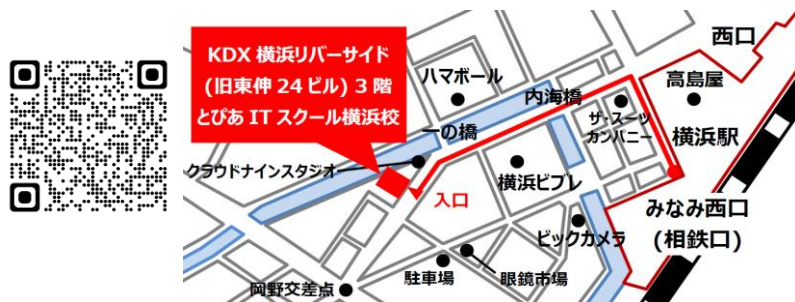 KDX 横浜リバーサイド
(旧東伸 24 ビル) 3 階
とぴあ IT スクール横浜校
ハマボール
西口
高島屋
内海橋
ザ・スーツ
カンパニー
横浜駅
一の橋
クラウドナインスタジオ
横浜ビブレ
入口
みなみ西口
(相鉄口)
ビックカメラ
駐車場
眼鏡市場
岡野交差点